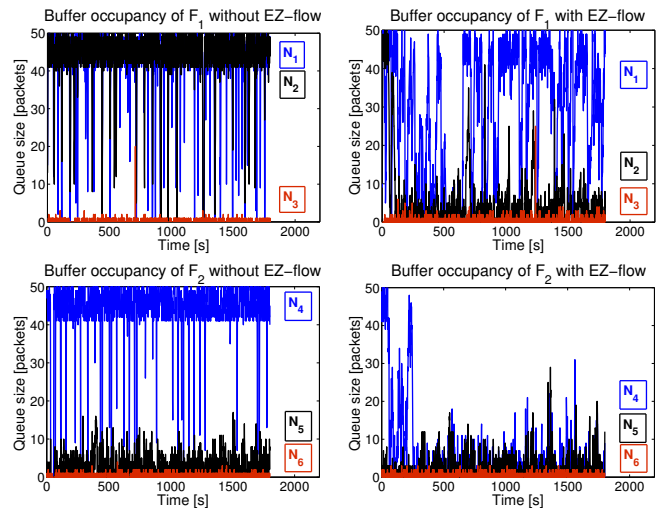 Buffer occupancy of F1 without EZ-flow
Queue size [packets]
50
40
30
20
10
0
N1
N2
N3
0 500 1000 1500 2000
Time [s]
Buffer occupancy of F1 with EZ-flow
Queue size [packets]
50
40
30
20
10
0
N1
N2
N3
0 500 1000 1500 2000
Time [s]
Buffer occupancy of F2 without EZ-flow
Queue size [packets]
50
40
30
20
10
0
N4
N5
N6
0 500 1000 1500 2000
Time [s]
Buffer occupancy of F2 with EZ-flow
Queue size [packets]
50
40
30
20
10
0
N4
N5
N6
0 500 1000 1500 2000
Time [s]